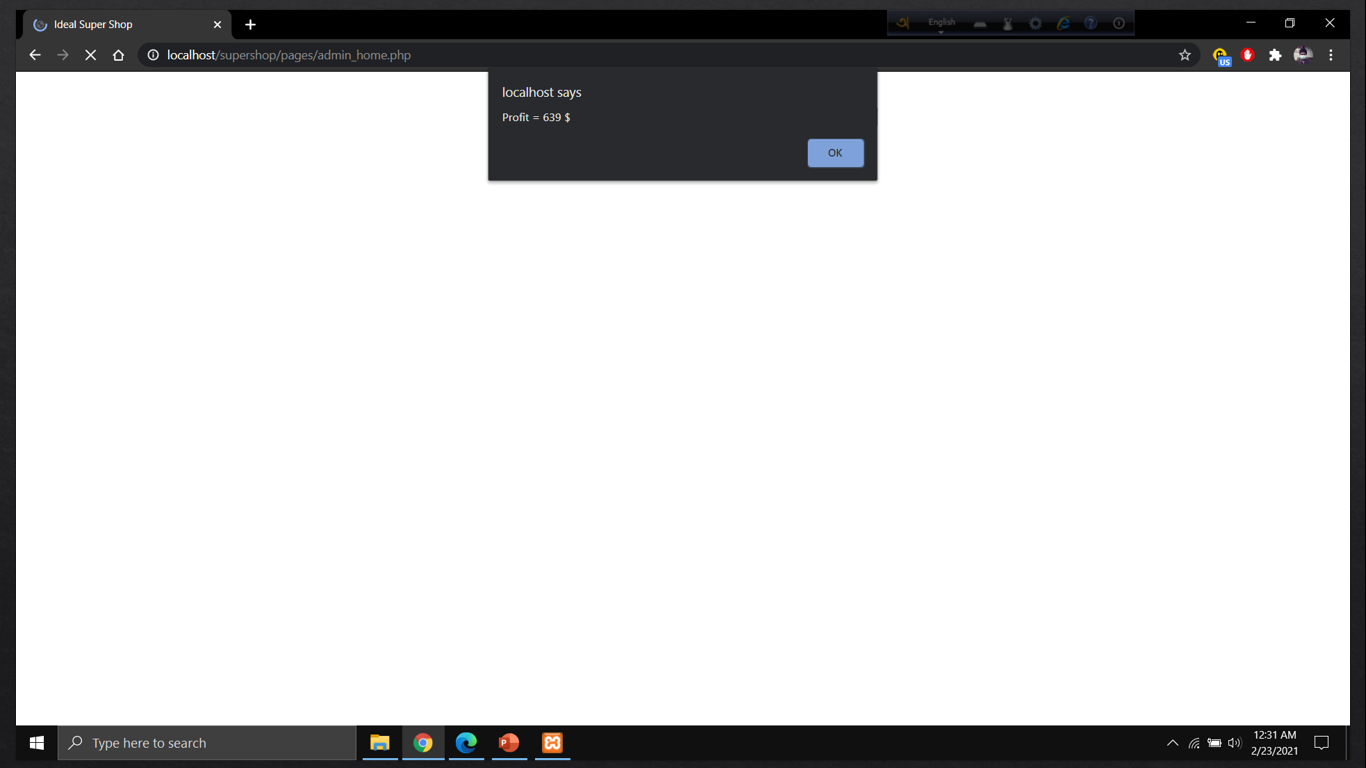 Ideal Super Shop
English
localhost/supershop/pages/admin_home.php
US
localhost says
Profit = 639 $
OK
Type here to search
12:31 AM
2/23/2021